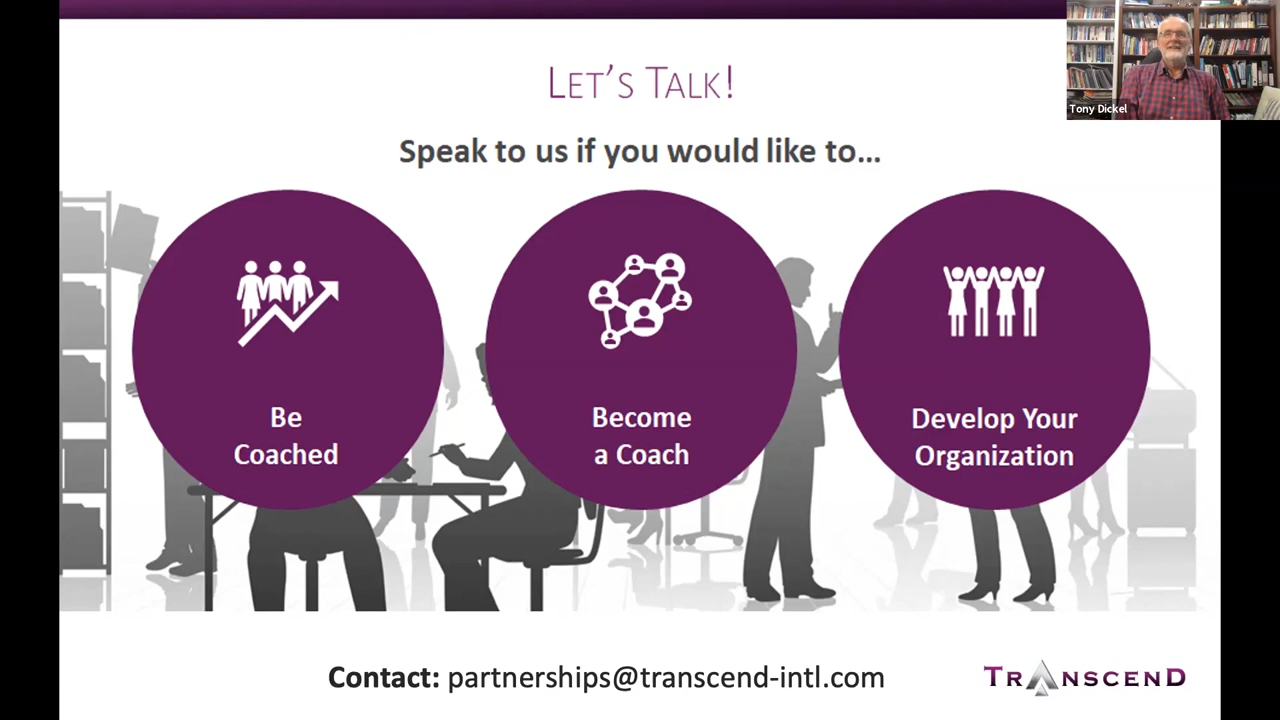 LET'S TALK!
Tony Dickel
Speak to us if you would like to...
Be
Coached
Become
a Coach
Develop Your
Organization
Contact: partnerships@transcend-intl.com
TRANSCEND